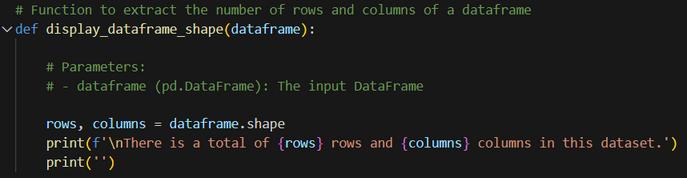 # Function to extract the number of rows and columns of a dataframe
def display_dataframe_shape(dataframe):
# Parameters:
# - dataframe (pd.DataFrame): The input DataFrame
rows, columns = dataframe.shape
print(f'\nThere is a total of {rows} rows and {columns} columns in this dataset.')
print('')